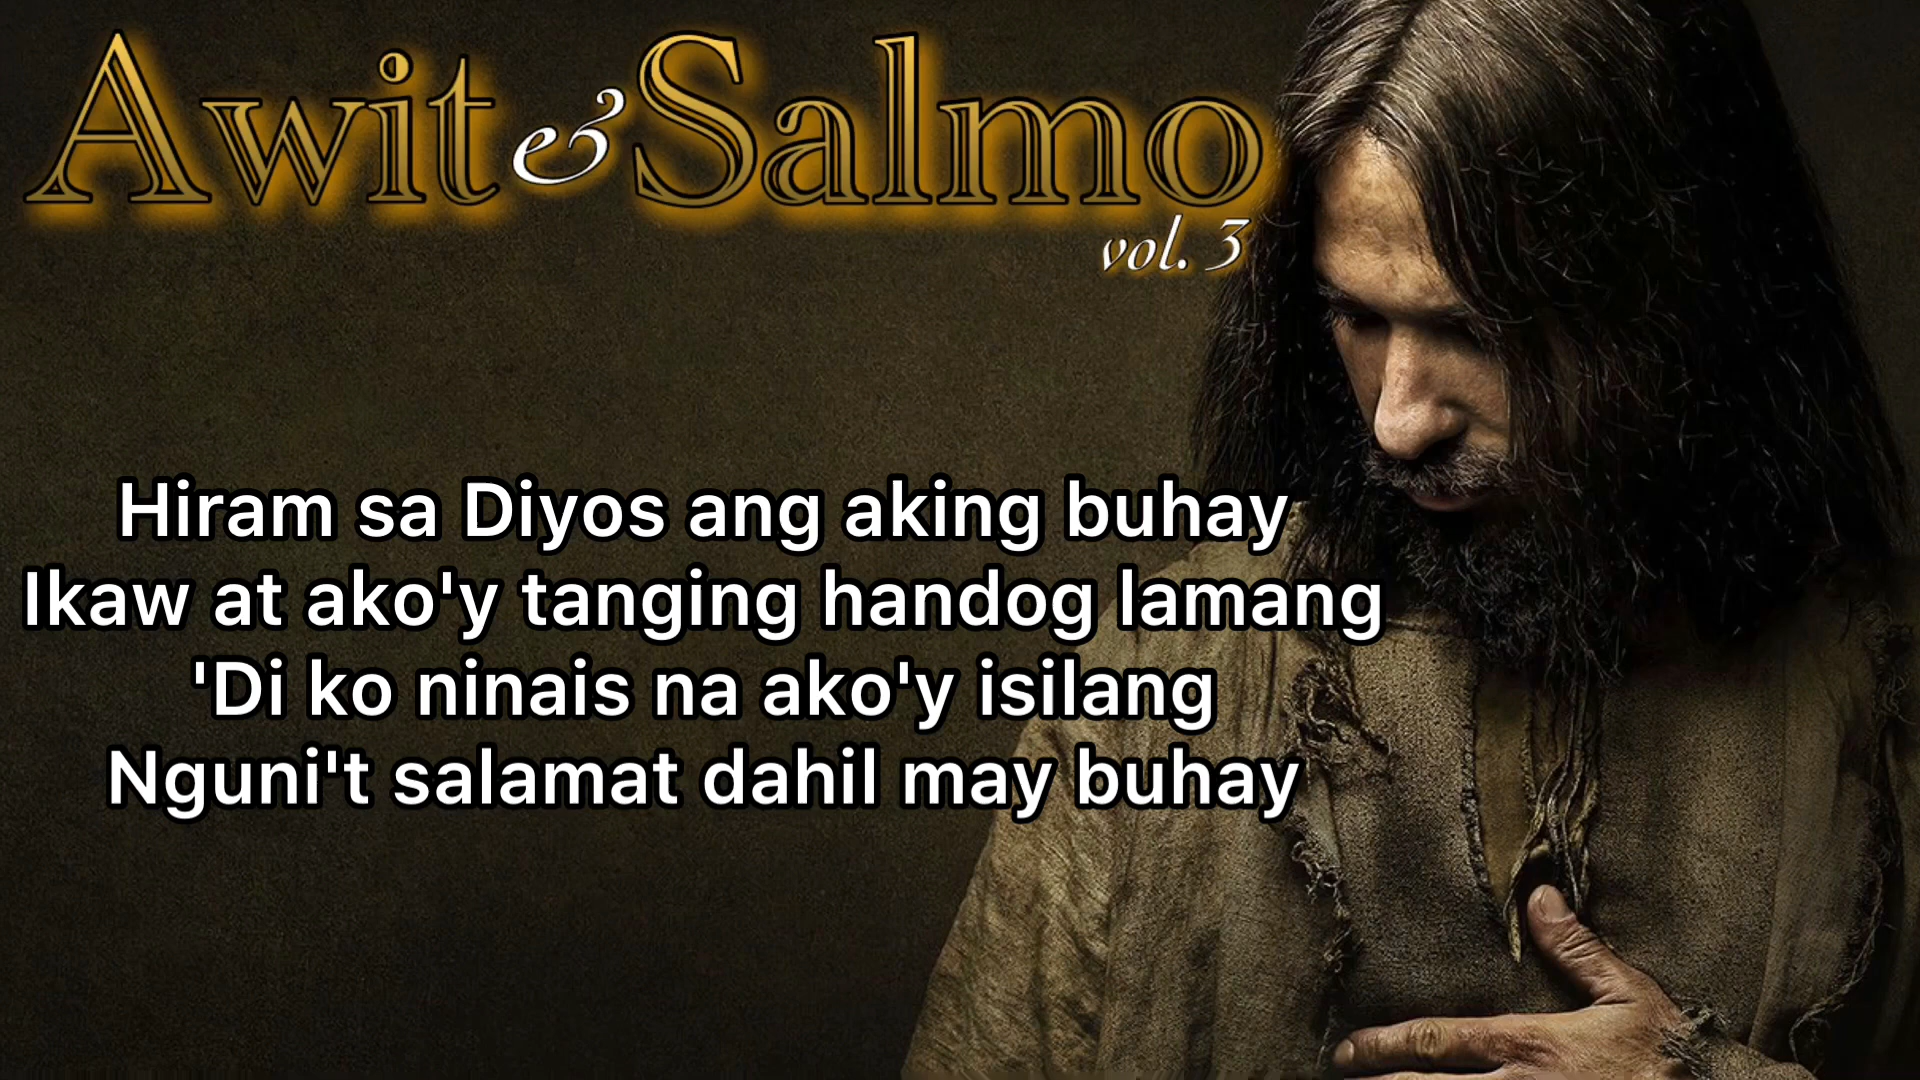 Awit & Salmo
vol. 3
Hiram sa Diyos ang aking buhay
Ikaw at ako'y tanging handog lamang
'Di ko ninais na ako'y isilang
Nguni't salamat dahil may buhay